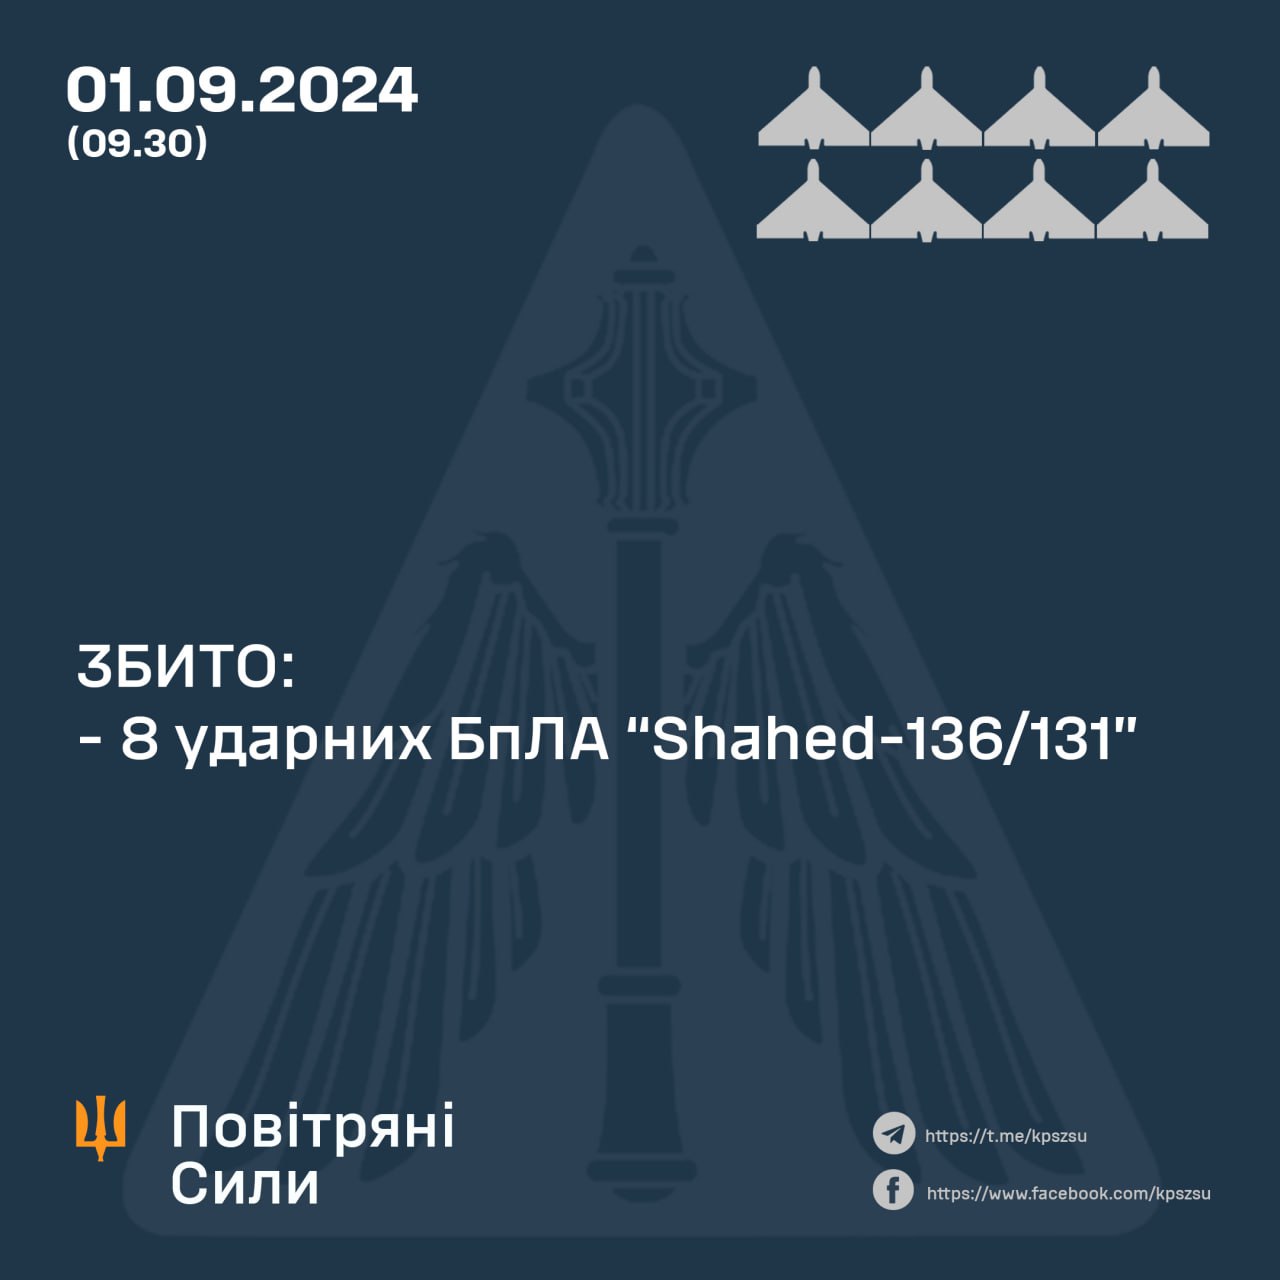 01.09.2024
(09.30)
ЗБИТО:
- 8 ударних БпЛА “Shahed-136/131”
Повітряні
Сили
https://t.me/kpszsu
https://www.facebook.com/kpszsu